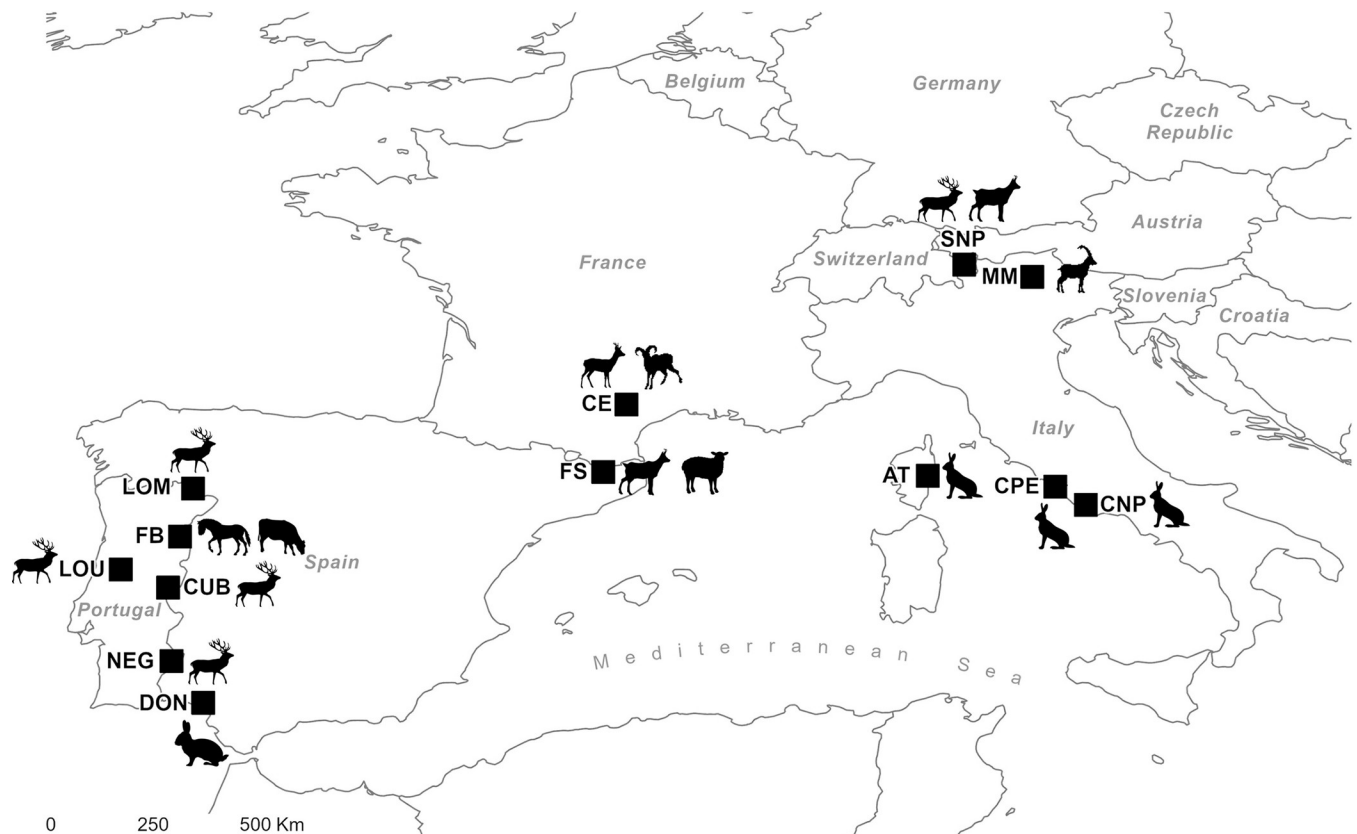 Belgium
Germany
Czech
Republic
Austria
SNP
France
Switzerland
MM
Slovenia
Croatia
CE
Italy
FS
AT
CPE
CNP
LOM
FB
Spain
LOU
CUB
Portugal
NEG
Mediterranean Sea
DON
0 250 500 Km